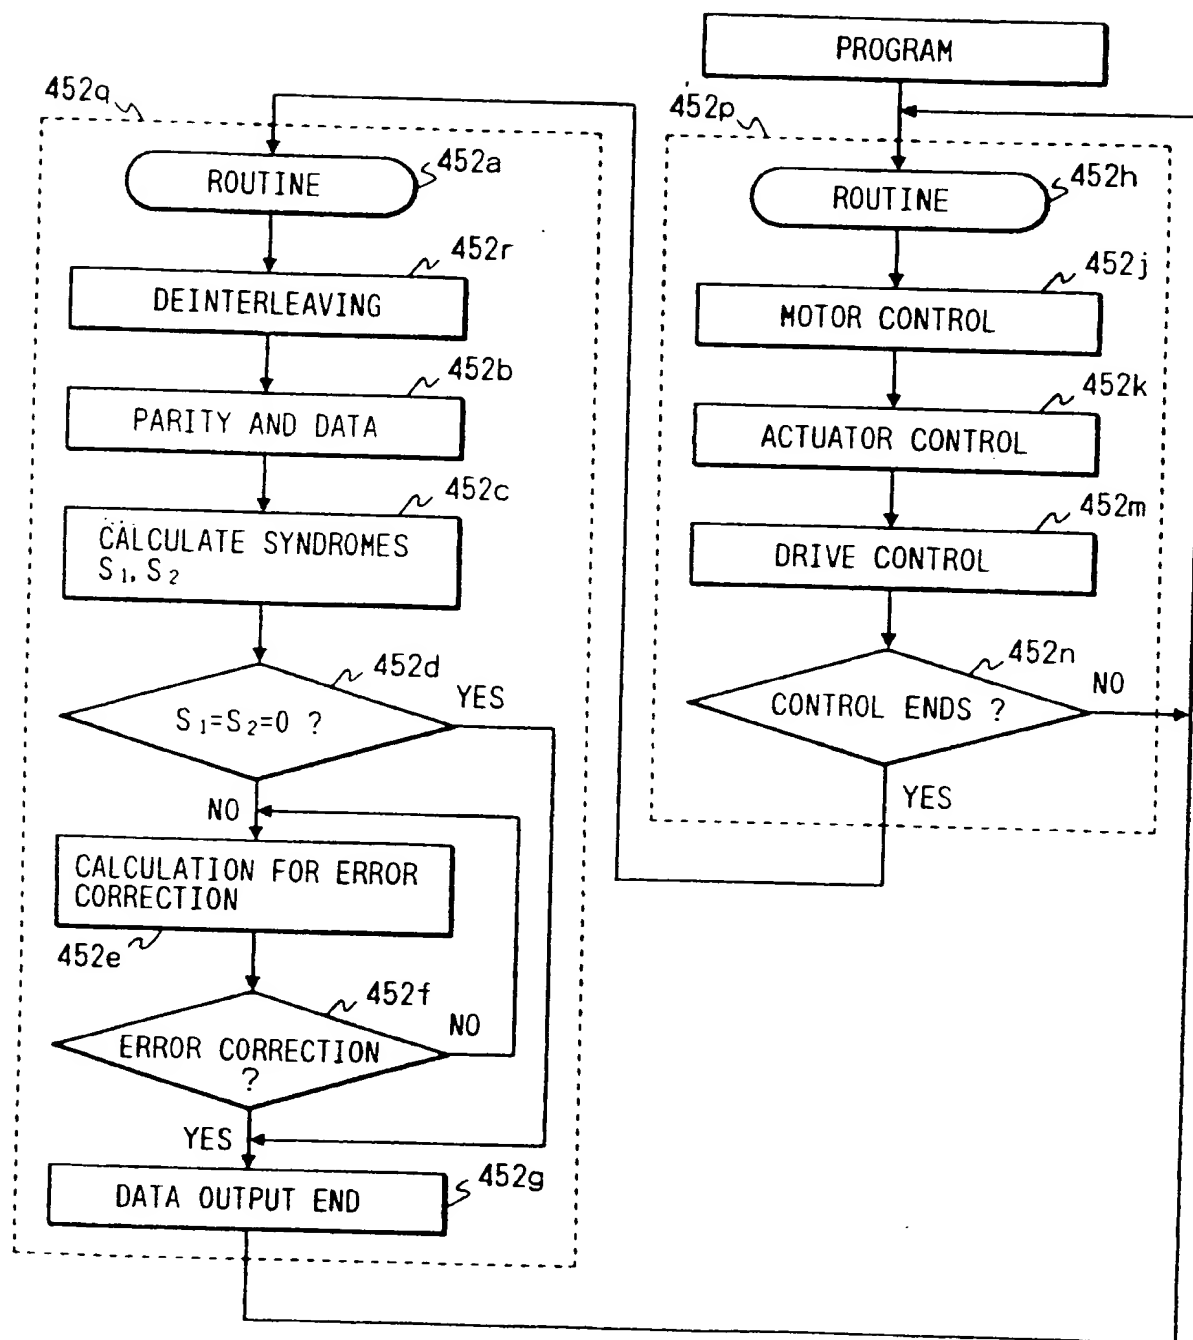 PROGRAM
452p
ROUTINE
452h
452j
MOTOR CONTROL
452k
ACTUATOR CONTROL
452m
DRIVE CONTROL
452n
CONTROL ENDS ?
NO
YES
452q
ROUTINE
452a
452r
DEINTERLEAVING
452b
PARITY AND DATA
452c
CALCULATE SYNDROMES
S₁.S₂
452d
S₁=S₂=0 ?
YES
NO
CALCULATION FOR ERROR
CORRECTION
452e
452f
ERROR CORRECTION
?
NO
YES
DATA OUTPUT END
452g